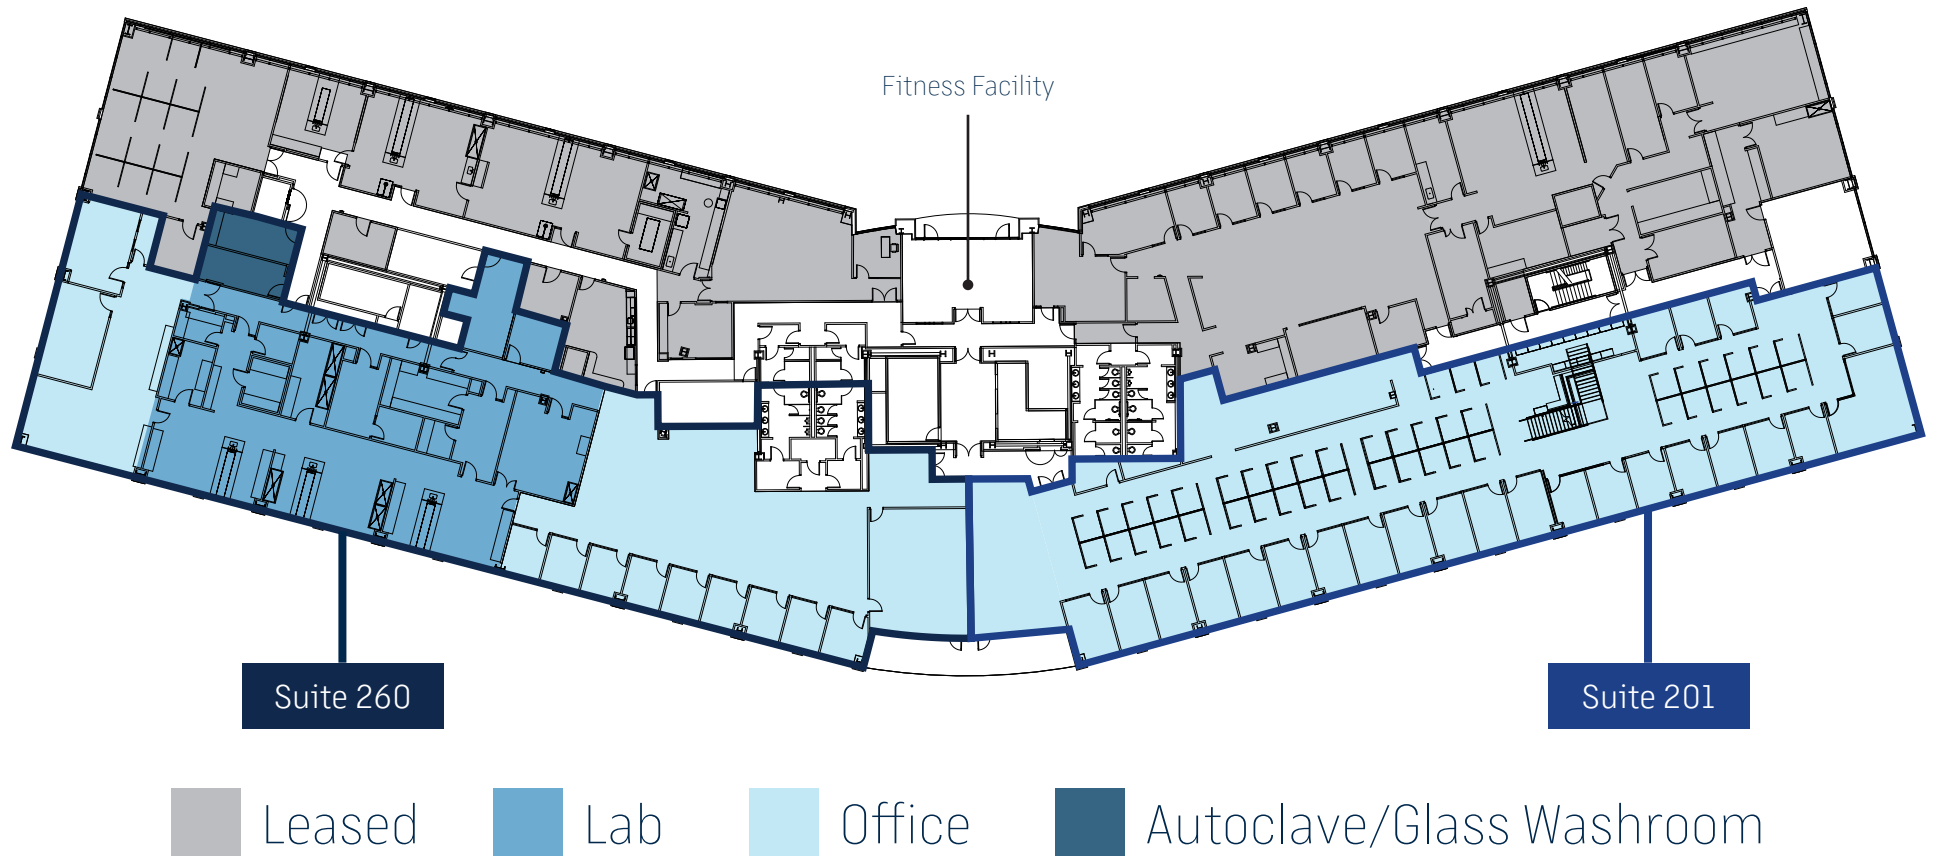 Fitness Facility
Suite 260
Suite 201
Leased
Lab
Office
Autoclave/Glass Washroom